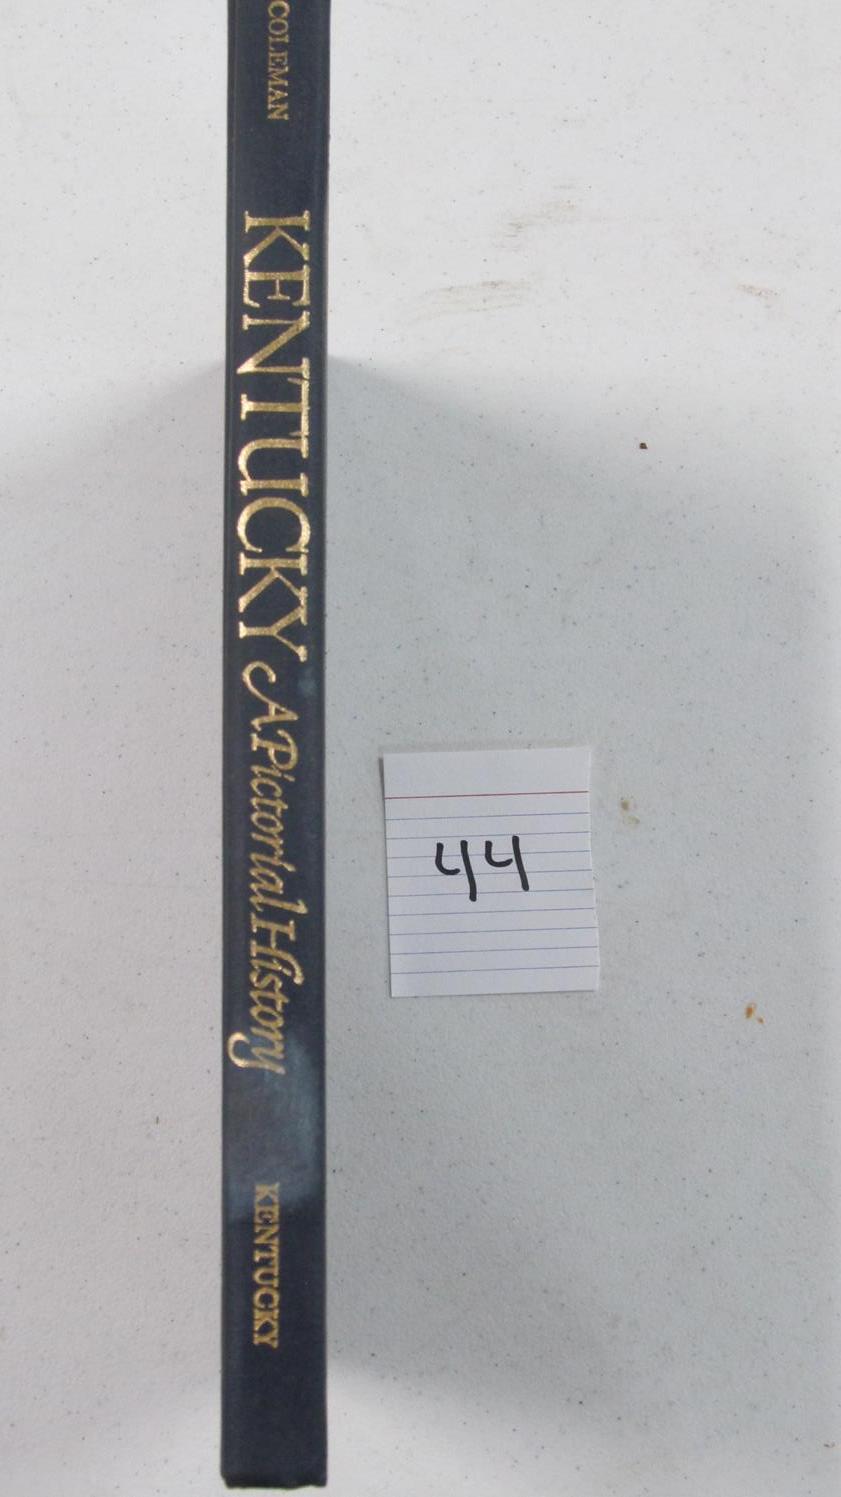 COLEMAN
KENTUCKY A Pictorial History
KENTUCKY
44